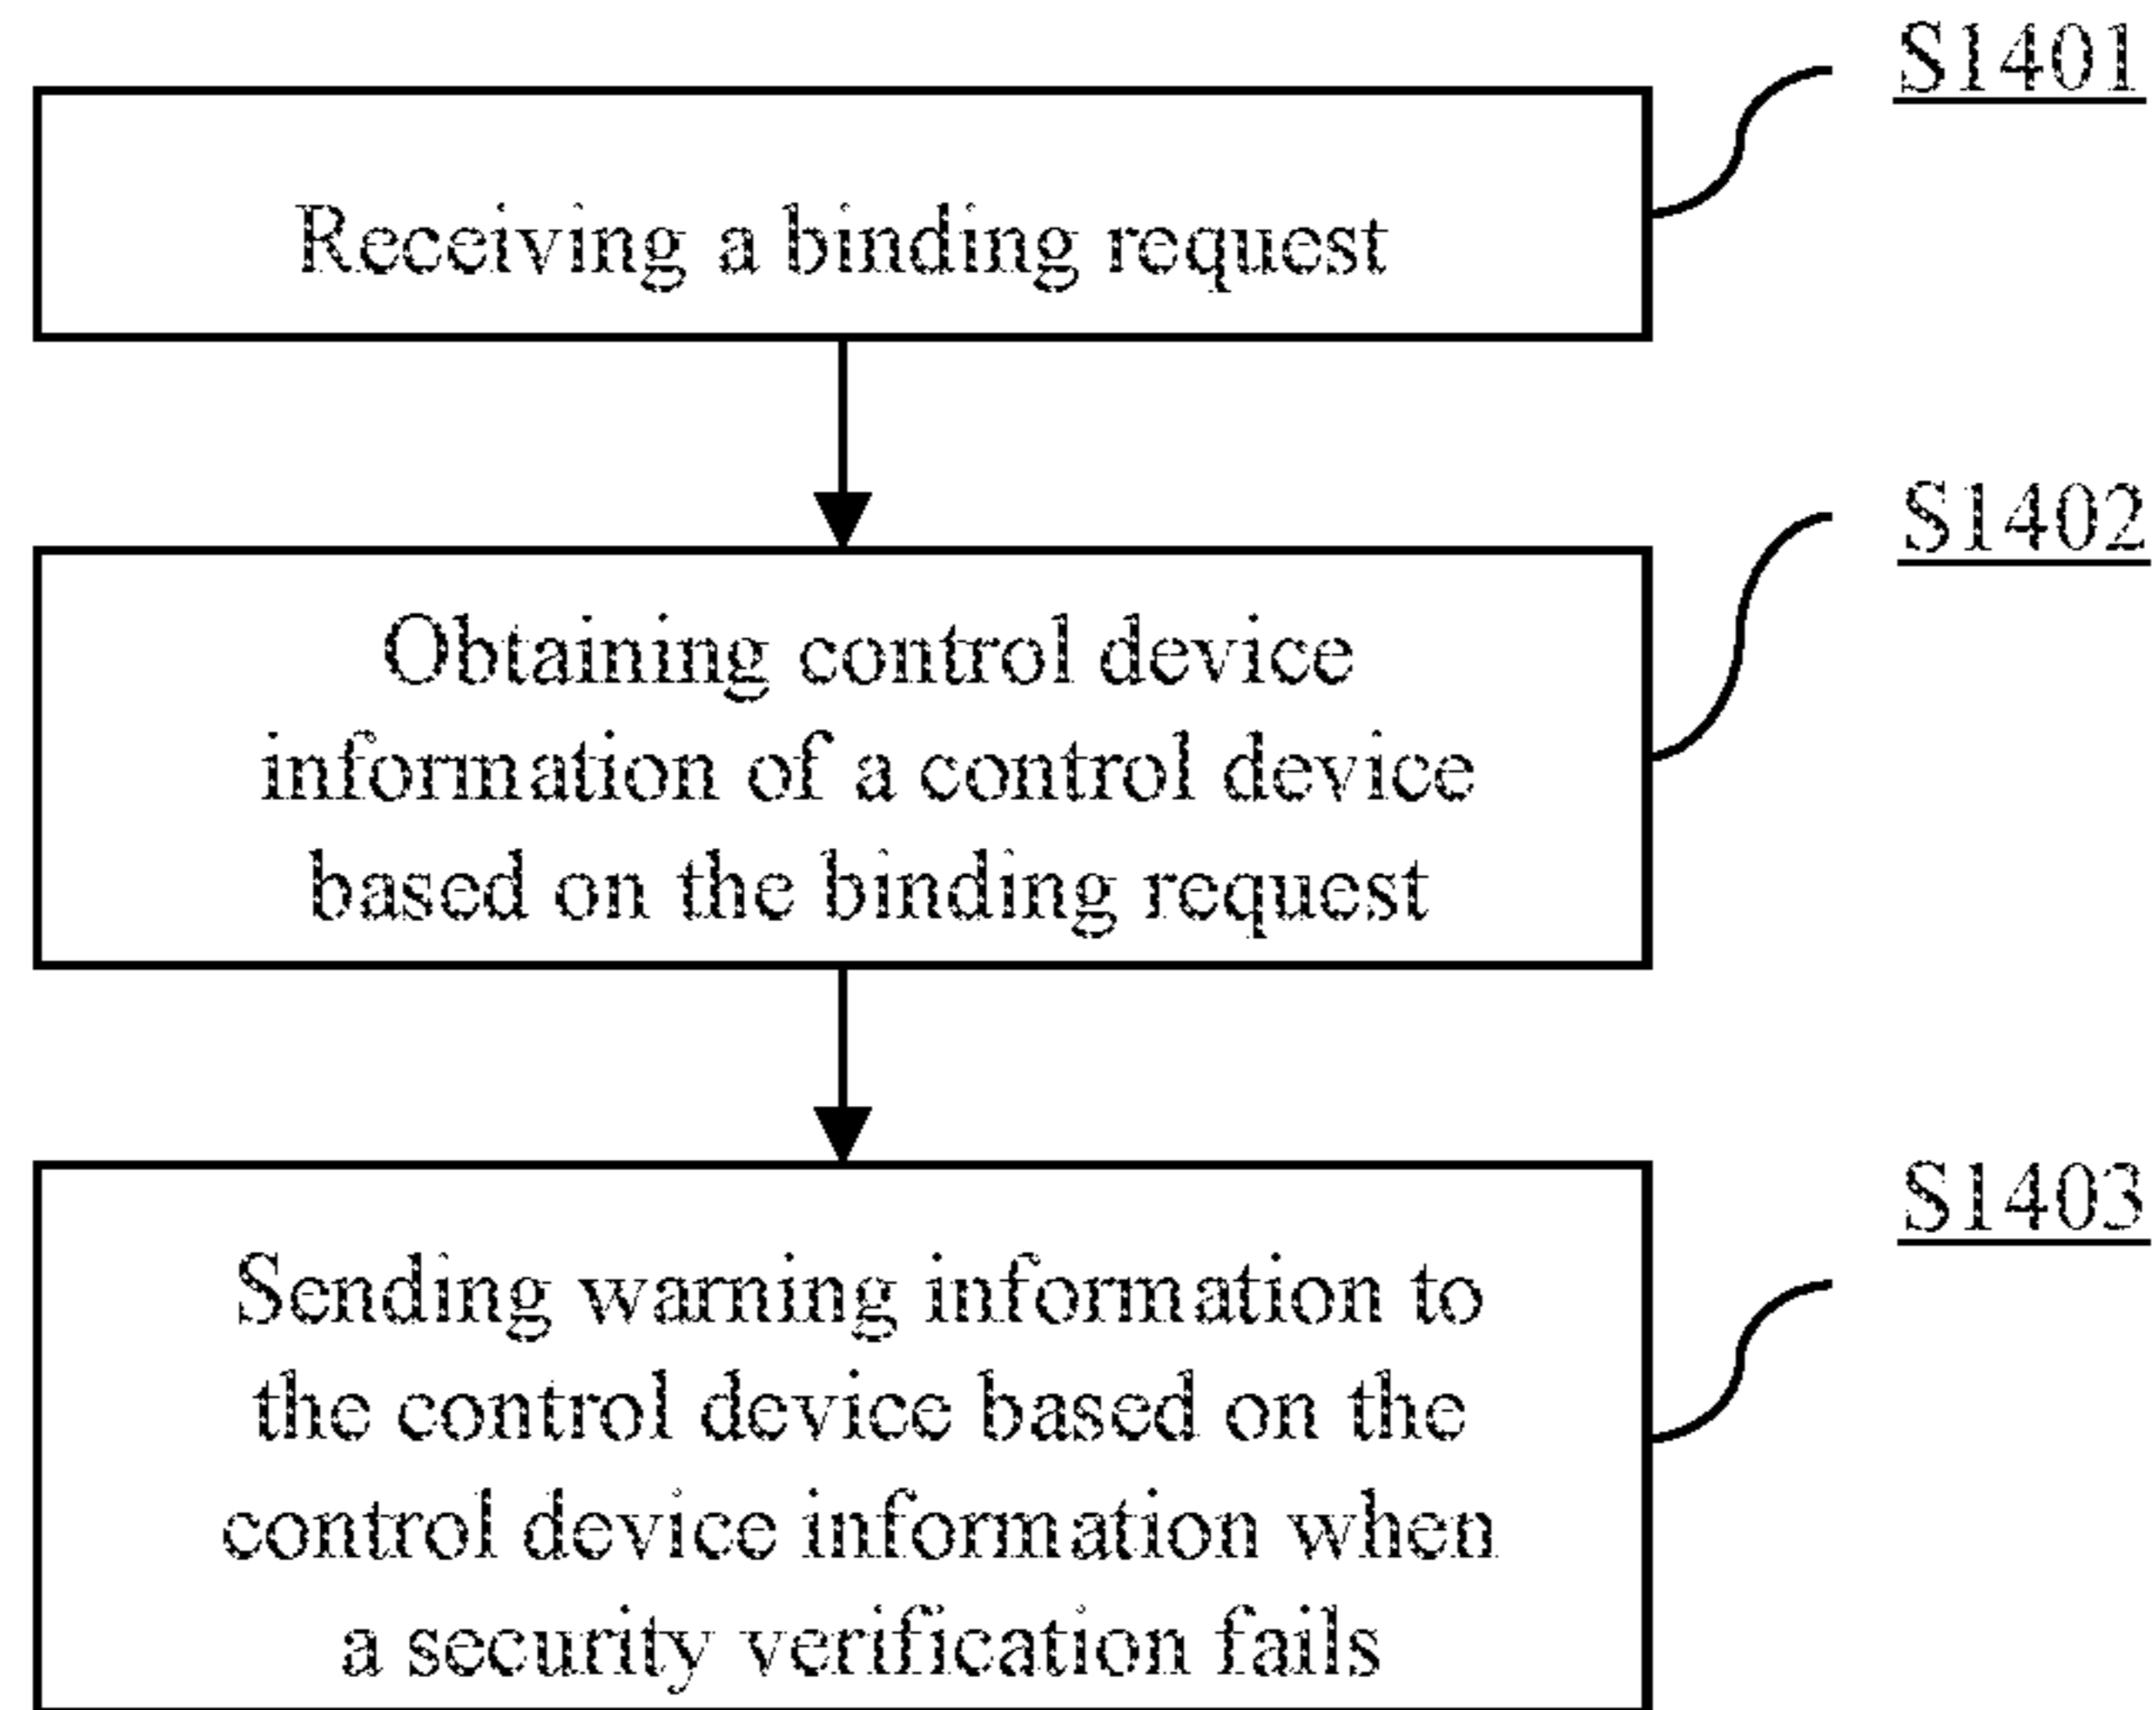 S1401
Receiving a binding request
S1402
Obtaining control device
information of a control device
based on the binding request
S1403
Sending warning information to
the control device based on the
control device information when
a security verification fails